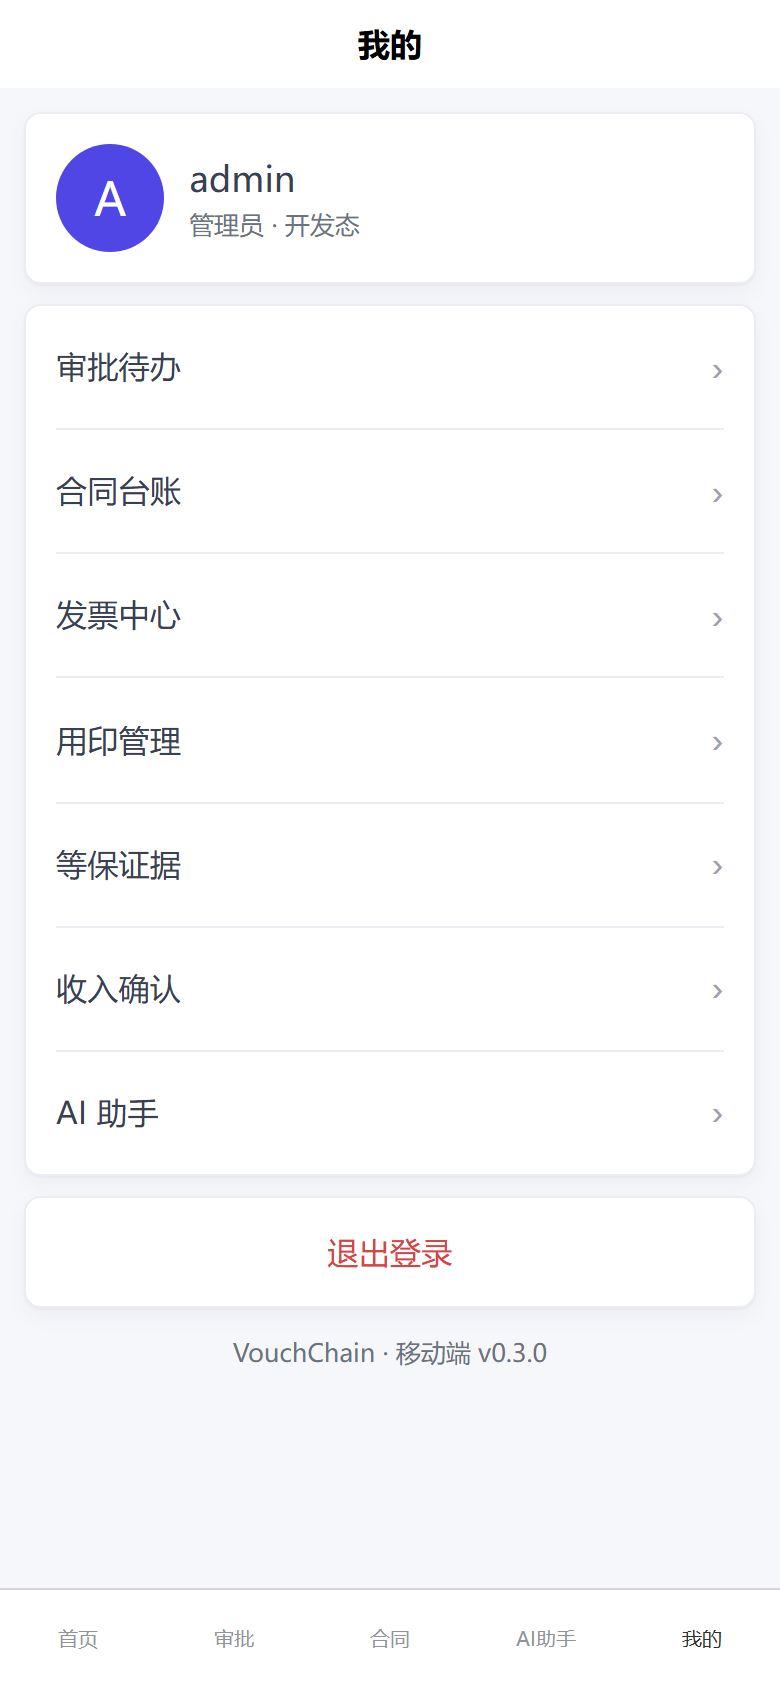 我的
A
admin
管理员 · 开发态
审批待办 ›
合同台账 ›
发票中心 ›
用印管理 ›
等保证据 ›
收入确认 ›
AI 助手 ›
退出登录
VouchChain · 移动端 v0.3.0
首页 审批 合同 AI助手 我的